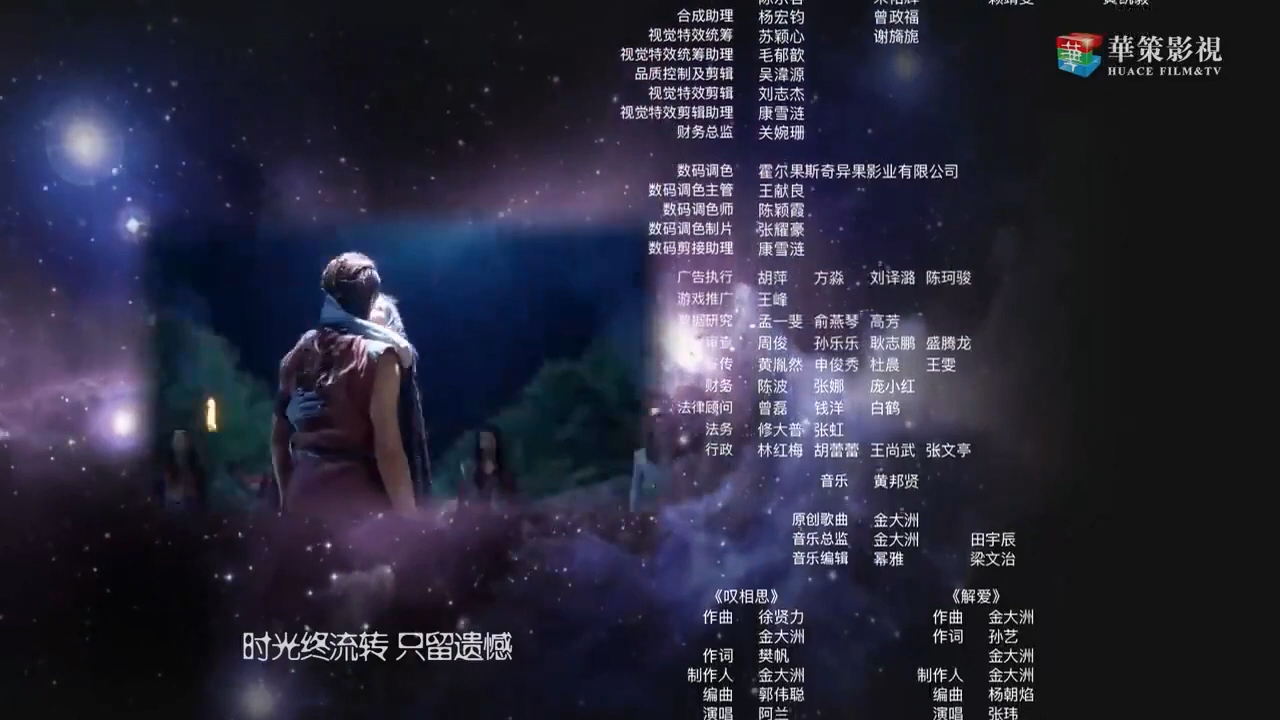 合成助理 杨宏钧 曾政福
视觉特效统筹 苏颖心 谢旖旎
视觉特效统筹助理 毛郁歆
品质控制及剪辑 吴湋源
视觉特效剪辑 刘志杰
视觉特效剪辑助理 康雪涟
财务总监 关婉珊
華策影視
HUACE FILM&TV
数码调色 霍尔果斯奇异果影业有限公司
数码调色主管 王献良
数码调色师 陈颖霞
数码调色制片 张耀豪
数码剪接助理 康雪涟
广告执行 胡萍 方淼 刘译潞 陈珂骏
游戏推广 王峰
数据研究 孟一斐 俞燕琴 高芳
审查 周俊 孙乐乐 耿志鹏 盛腾龙
传 黄胤然 申俊秀 杜晨 王雯
财务 陈波 张娜 庞小红
法律顾问 曾磊 钱洋 白鹤
法务 修大普 张虹
行政 林红梅 胡蕾蕾 王尚武 张文亭
音乐 黄邦贤
原创歌曲 金大洲
音乐总监 金大洲 田宇辰
音乐编辑 幂雅 梁文治
《叹相思》 《解爱》
作曲 徐贤力 作曲 金大洲
金大洲 作词 孙艺
作词 樊帆 金大洲
制作人 金大洲 制作人 金大洲
编曲 郭伟聪 编曲 杨朝焰
演唱 阿兰 演唱 张玮
时光终流转 只留遗憾